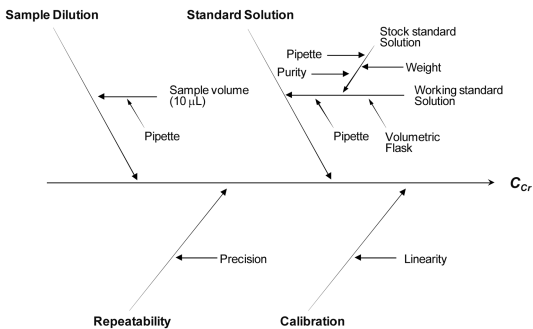 Sample Dilution
Standard Solution
Stock standard
Solution
Pipette
Purity
Weight
Sample volume
(10 µL)
Working standard
Solution
Pipette
Pipette
Volumetric
Flask
C_Cr
Precision
Linearity
Repeatability
Calibration